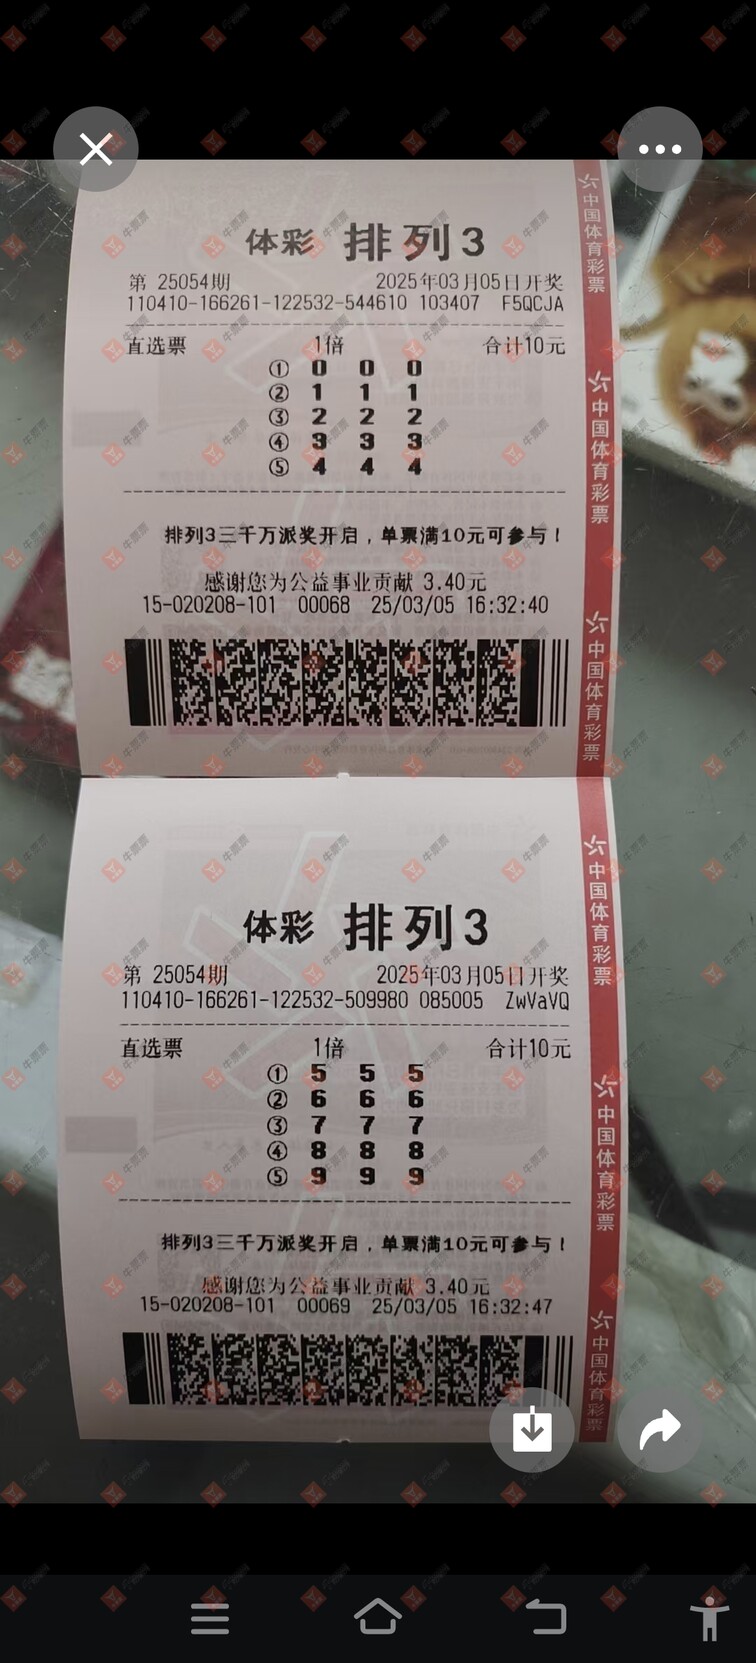 体彩 排列3
第 25054期 2025年03月05日开奖
110410-166261-122532-544610 103407 F5QCJA
直选票 1倍 合计10元
① 0 0 0
② 1 1 1
③ 2 2 2
④ 3 3 3
⑤ 4 4 4
排列3三千万派奖开启，单票满10元可参与！
感谢您为公益事业贡献 3.40元
15-020208-101 00068 25/03/05 16:32:40
中国体育彩票
中国体育彩票
中国体育彩票
体彩 排列3
第 25054期 2025年03月05日开奖
110410-166261-122532-509980 085005 ZwVaVQ
直选票 1倍 合计10元
① 5 5 5
② 6 6 6
③ 7 7 7
④ 8 8 8
⑤ 9 9 9
排列3三千万派奖开启，单票满10元可参与！
感谢您为公益事业贡献 3.40元
15-020208-101 00069 25/03/05 16:32:47
中国体育彩票
中国体育彩票
中国体育彩票